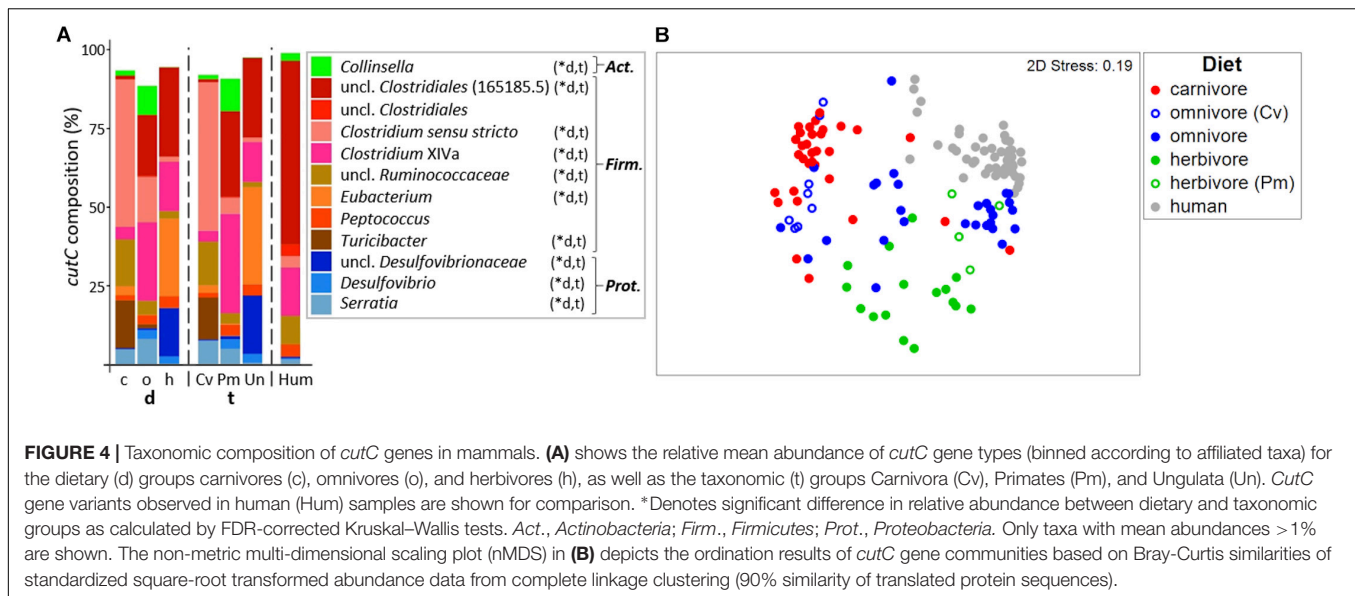 A
100
75
50
25
cutC composition (%)
c o h Cv Pm Un Hum
d t
Collinsella (*d,t) Act.
uncl. Clostridiales (165185.5) (*d,t)
uncl. Clostridiales
Clostridium sensu stricto (*d,t)
Clostridium XIVa (*d,t)
uncl. Ruminococcaceae (*d,t)
Eubacterium (*d,t)
Peptococcus
Turicibacter (*d,t)
Firm.
uncl. Desulfovibrionaceae (*d,t)
Desulfovibrio (*d,t)
Serratia (*d,t)
Prot.
B
2D Stress: 0.19
Diet
carnivore
omnivore (Cv)
omnivore
herbivore
herbivore (Pm)
human
FIGURE 4 | Taxonomic composition of cutC genes in mammals. (A) shows the relative mean abundance of cutC gene types (binned according to affiliated taxa) for
the dietary (d) groups carnivores (c), omnivores (o), and herbivores (h), as well as the taxonomic (t) groups Carnivora (Cv), Primates (Pm), and Ungulata (Un). CutC
gene variants observed in human (Hum) samples are shown for comparison. *Denotes significant difference in relative abundance between dietary and taxonomic
groups as calculated by FDR-corrected Kruskal–Wallis tests. Act., Actinobacteria; Firm., Firmicutes; Prot., Proteobacteria. Only taxa with mean abundances >1%
are shown. The non-metric multi-dimensional scaling plot (nMDS) in (B) depicts the ordination results of cutC gene communities based on Bray-Curtis similarities of
standardized square-root transformed abundance data from complete linkage clustering (90% similarity of translated protein sequences).